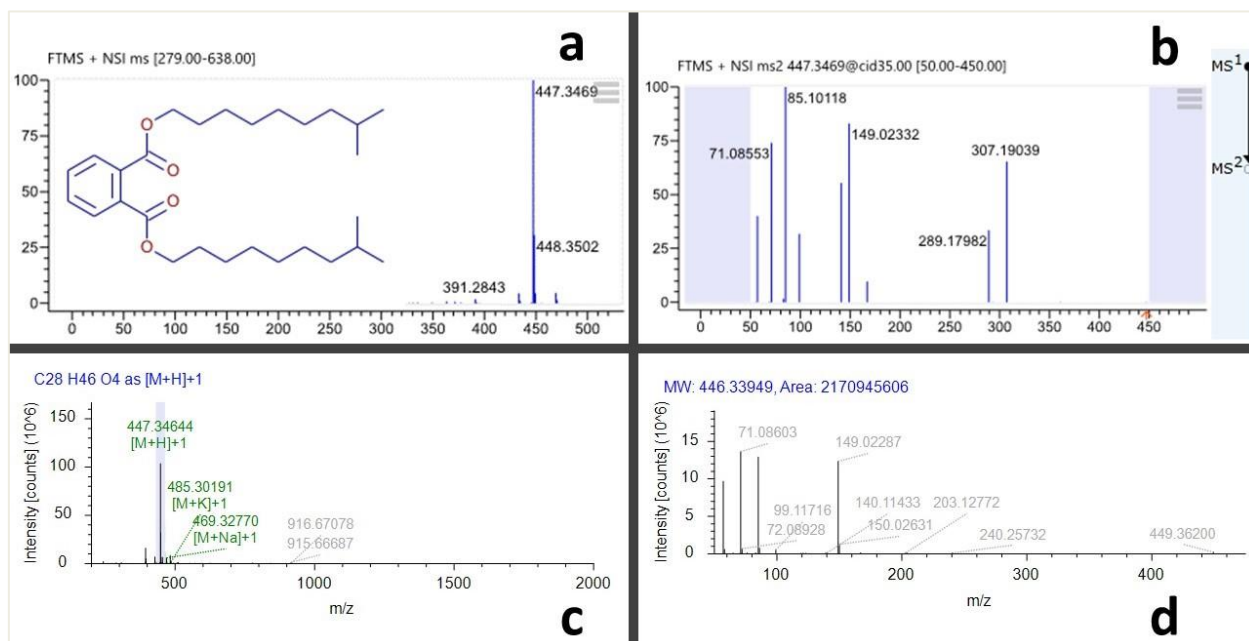 a
FTMS + NSI ms [279.00-638.00]
100
75
50
25
0
447.3469
448.3502
391.2843
O
O
O
O
0 50 100 150 200 250 300 350 400 450 500
b
FTMS + NSI ms2 447.3469@cid35.00 [50.00-450.00]
MS1
MS2
100
75
50
25
0
85.10118
149.02332
71.08553
307.19039
289.17982
0 50 100 150 200 250 300 350 400 450
C28 H46 O4 as [M+H]+1
Intensity [counts] (10^6)
150
100
50
0
447.34644
[M+H]+1
485.30191
[M+K]+1
469.32770
[M+Na]+1
916.67078
915.66687
500 1000 1500 2000
m/z
c
MW: 446.33949, Area: 2170945606
Intensity [counts] (10^6)
15
10
5
0
71.08603
149.02287
99.11716
72.08928
140.11433
150.02631
203.12772
240.25732
449.36200
100 200 300 400
m/z
d